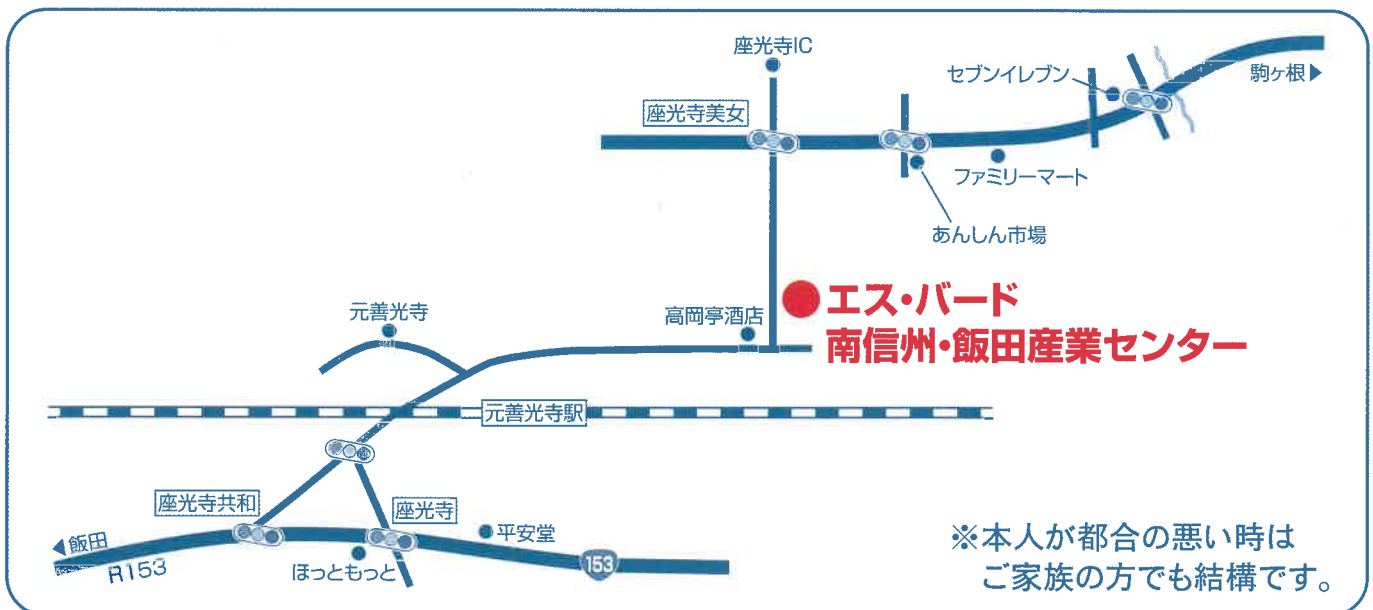 座光寺IC
セブンイレブン
駒ヶ根▶
座光寺美女
ファミリーマート
あんしん市場
エス・バード
南信州・飯田産業センター
元善光寺
高岡亭酒店
元善光寺駅
座光寺共和
座光寺
平安堂
◀飯田
R153
ほっともっと
153
※本人が都合の悪い時は
ご家族の方でも結構です。